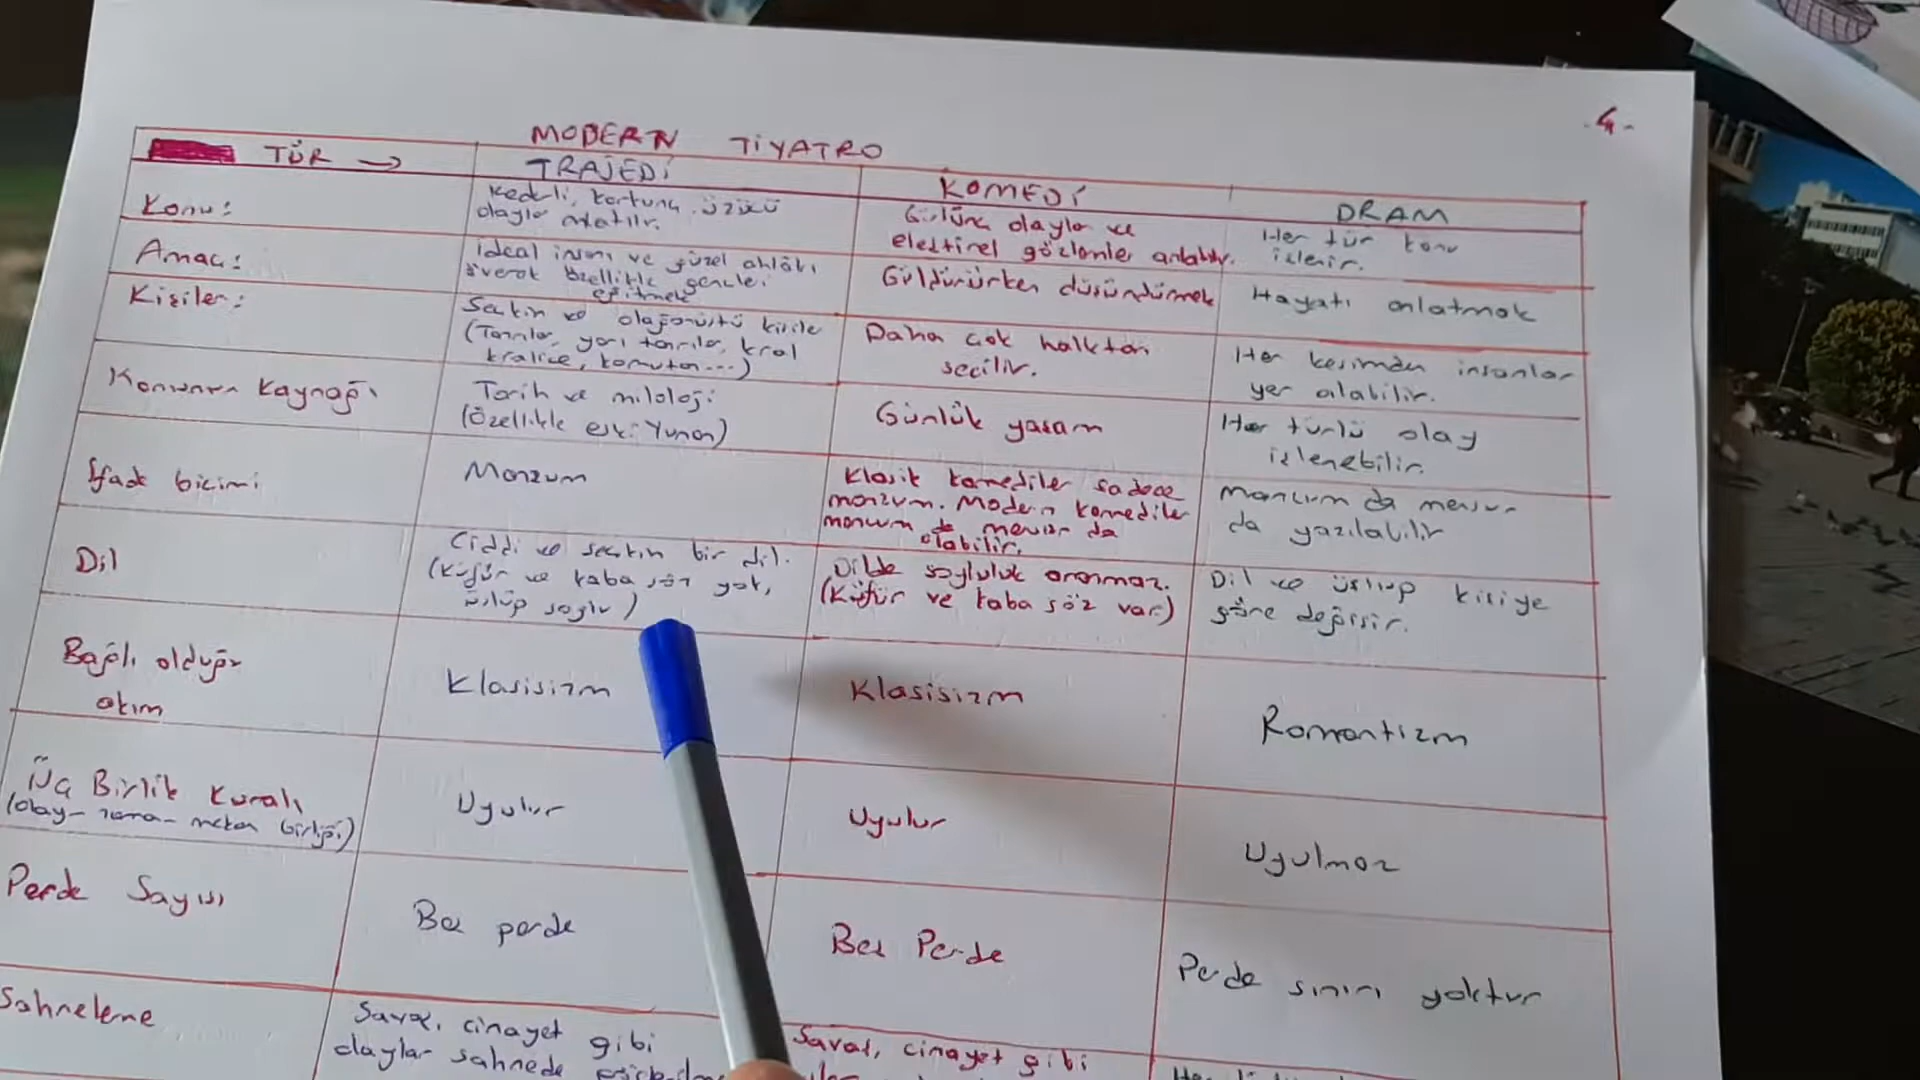 4.
MODERN TİYATRO
TÜR → TRAJEDİ KOMEDİ DRAM
Konu:
Kederli, korkunç, üzücü
olaylar anlatılır.
Gülünç olaylar ve
eleştirel gözlemler anlatılır.
Her tür konu
izlenir.
Amacı:
İdeal insanı ve güzel ahlakı
överek özellikle gençleri
eğitmek
Güldürürken düşündürmek
Hayatı anlatmak
Kişiler:
Seçkin ve olağanüstü kişiler
(Tanrılar, yarı tanrılar, kral
kraliçe, komutan...)
Daha çok halktan
seçilir.
Her kesimden insanlar
yer alabilir.
Konunun Kaynağı
Tarih ve mitoloji
(Özellikle eski Yunan)
Günlük yaşam
Her türlü olay
izlenebilir.
İfade biçimi
Manzum
Klasik komediler sadece
manzum. Modern komediler
manzum da mensur da
olabilir.
Manzum da mensur
da yazılabilir
Dil
Ciddi ve seçkin bir dil.
(Küfür ve kaba söz yok,
üslup soylu)
Dilde soyluluk aranmaz.
(Küfür ve kaba söz var)
Dil ve üslup kişiye
göre değişir.
Bağlı olduğu
akım
Klasisizm
Klasisizm
Romantizm
Üç Birlik Kuralı
(olay- zaman- mekan birliği)
Uyulur
Uyulur
Uyulmaz
Perde Sayısı
Beş perde
Beş Perde
Perde sınırı yoktur
Sahneleme
Savaş, cinayet gibi
olaylar sahnede
Savaş, cinayet gibi